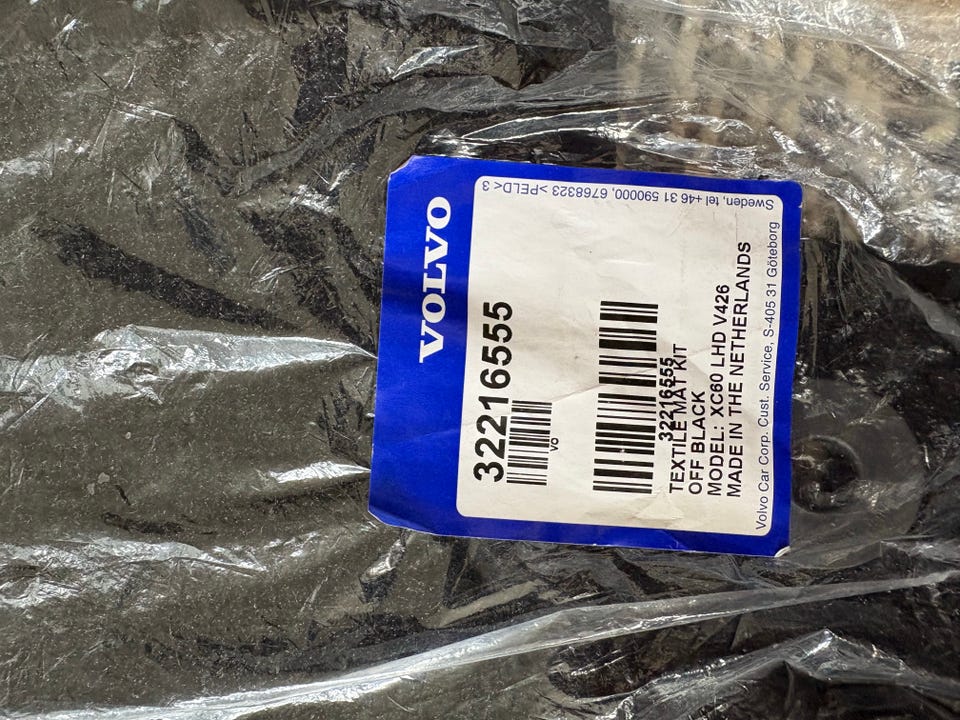 VOLVO
32216555
VO
32216555
TEXTILE MAT KIT
OFF BLACK
MODEL: XC60 LHD V426
MADE IN THE NETHERLANDS
Volvo Car Corp. Cust. Service, S-405 31 Göteborg
Sweden, tel +46 31 590000, 6768323 >PELD< 3